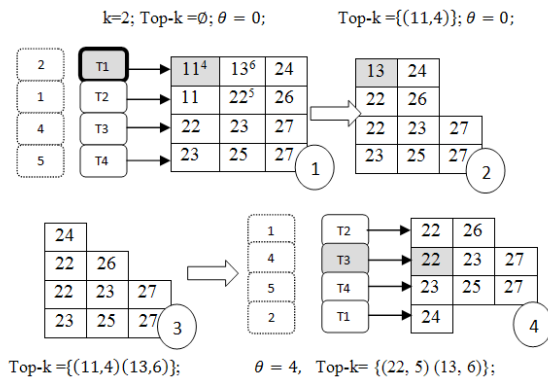 k=2; Top-k =∅; θ = 0; Top-k ={(11,4)}; θ = 0;
2 T1 11⁴ 13⁶ 24
1 T2 11 22⁵ 26
4 T3 22 23 27
5 T4 23 25 27
1
13 24
22 26
22 23 27
23 25 27
2
24
22 26
22 23 27
23 25 27
3
1 T2 22 26
4 T3 22 23 27
5 T4 23 25 27
2 T1 24
4
Top-k ={(11,4)(13,6)}; θ = 4, Top-k= {(22, 5) (13, 6)};